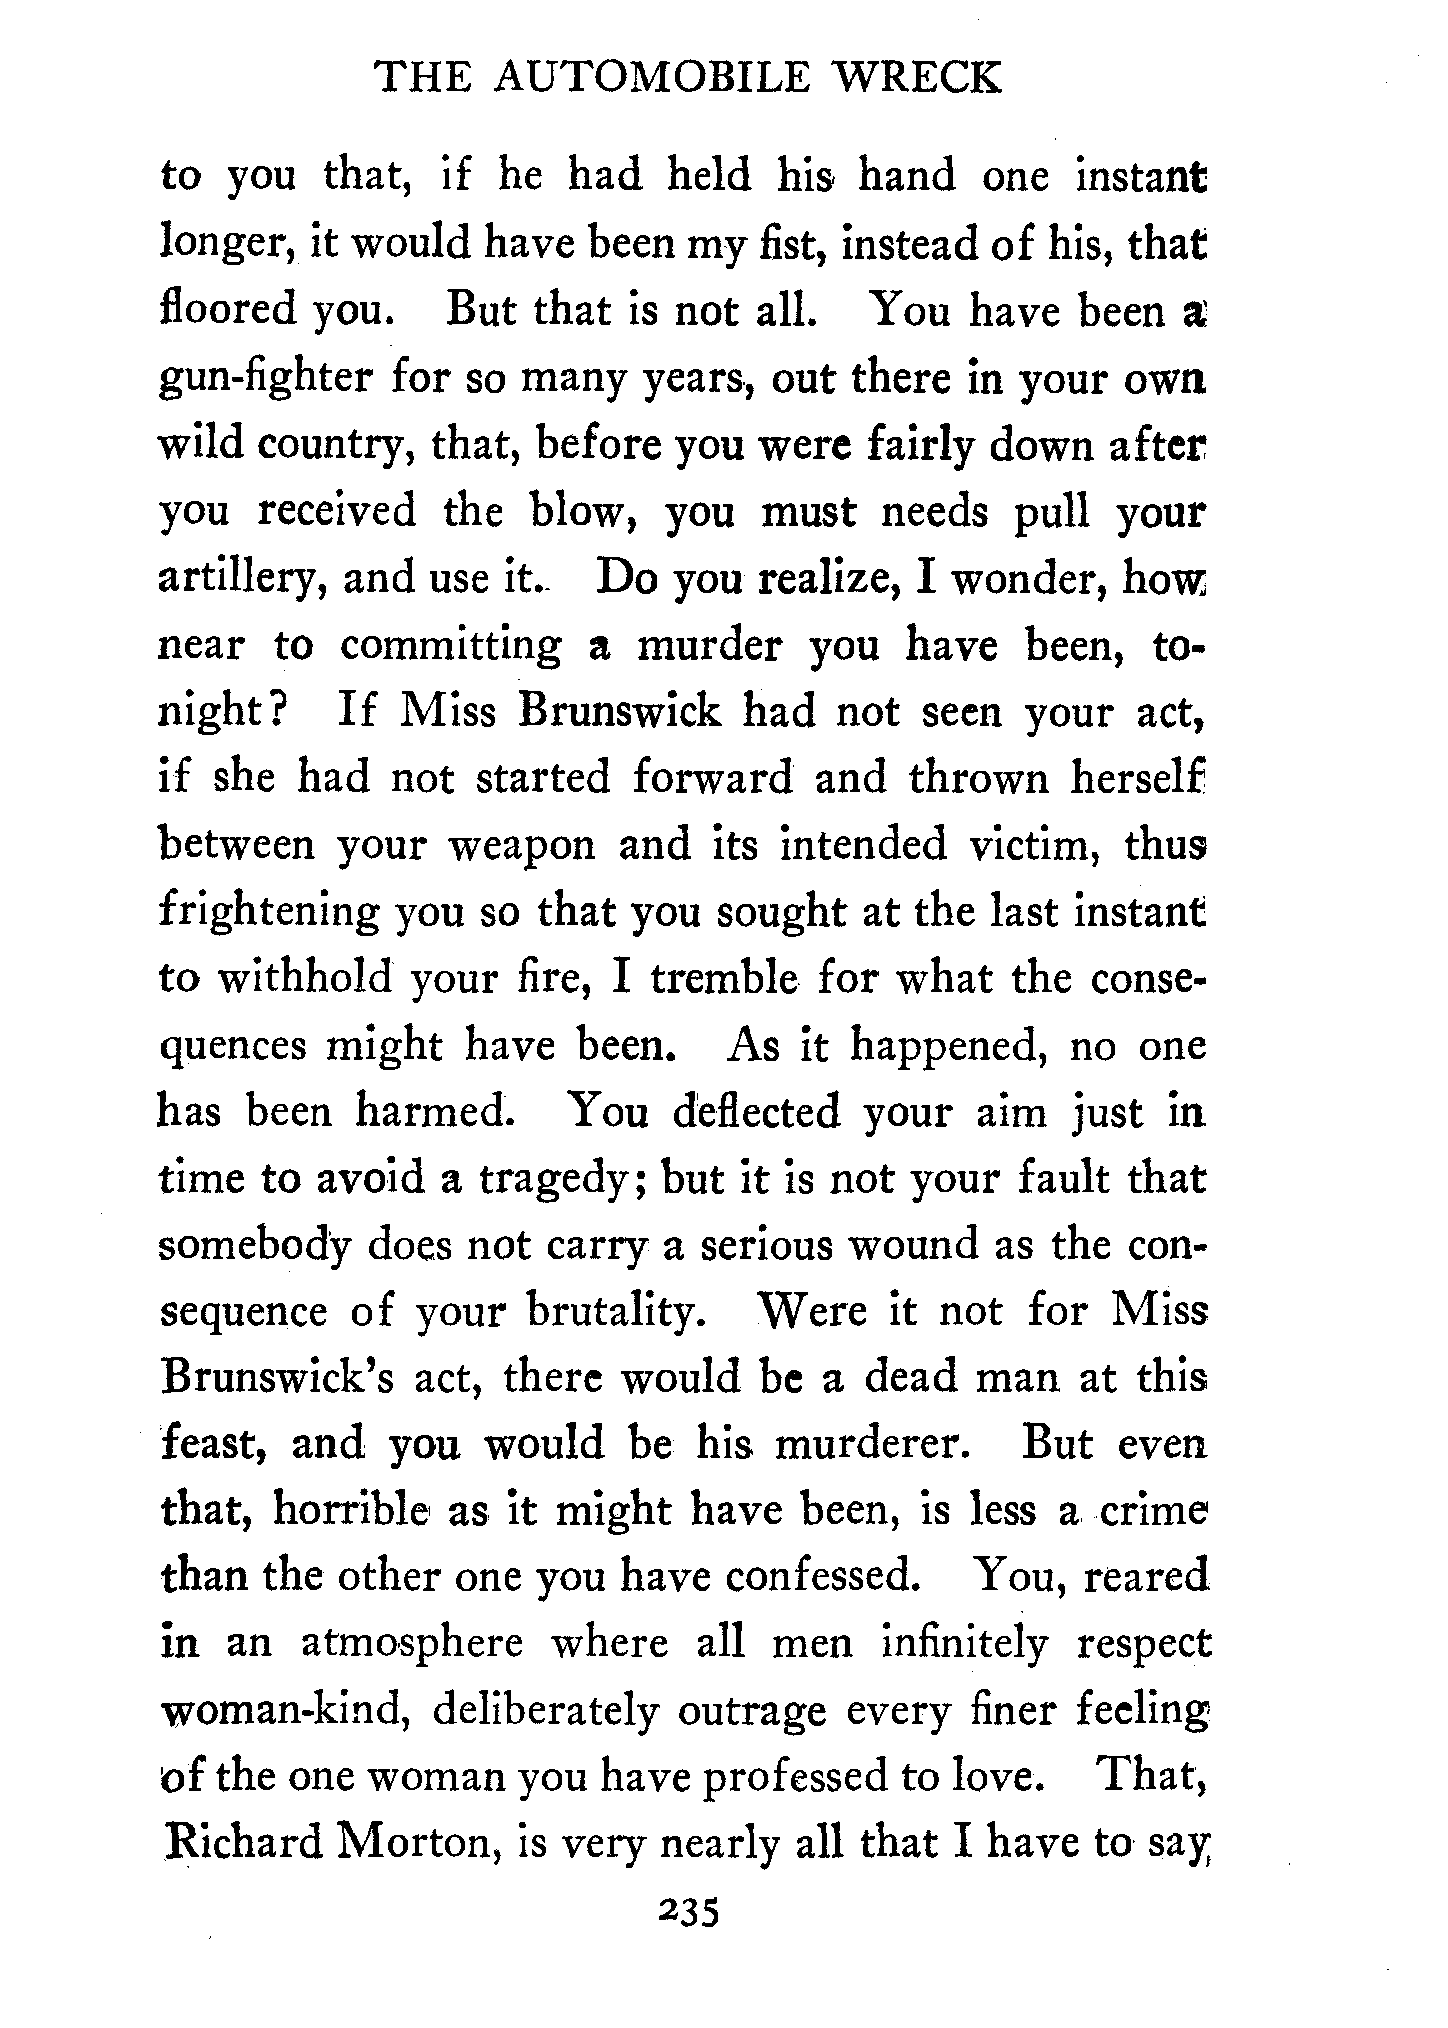 THE AUTOMOBILE WRECK
to you that, if he had held his hand one instant
longer, it would have been my fist, instead of his, that
floored you. But that is not all. You have been a
gun-fighter for so many years, out there in your own
wild country, that, before you were fairly down after
you received the blow, you must needs pull your
artillery, and use it. Do you realize, I wonder, how
near to committing a murder you have been, to-
night? If Miss Brunswick had not seen your act,
if she had not started forward and thrown herself
between your weapon and its intended victim, thus
frightening you so that you sought at the last instant
to withhold your fire, I tremble for what the conse-
quences might have been. As it happened, no one
has been harmed. You deflected your aim just in
time to avoid a tragedy; but it is not your fault that
somebody does not carry a serious wound as the con-
sequence of your brutality. Were it not for Miss
Brunswick's act, there would be a dead man at this
feast, and you would be his murderer. But even
that, horrible as it might have been, is less a crime
than the other one you have confessed. You, reared
in an atmosphere where all men infinitely respect
woman-kind, deliberately outrage every finer feeling
of the one woman you have professed to love. That,
Richard Morton, is very nearly all that I have to say,
235